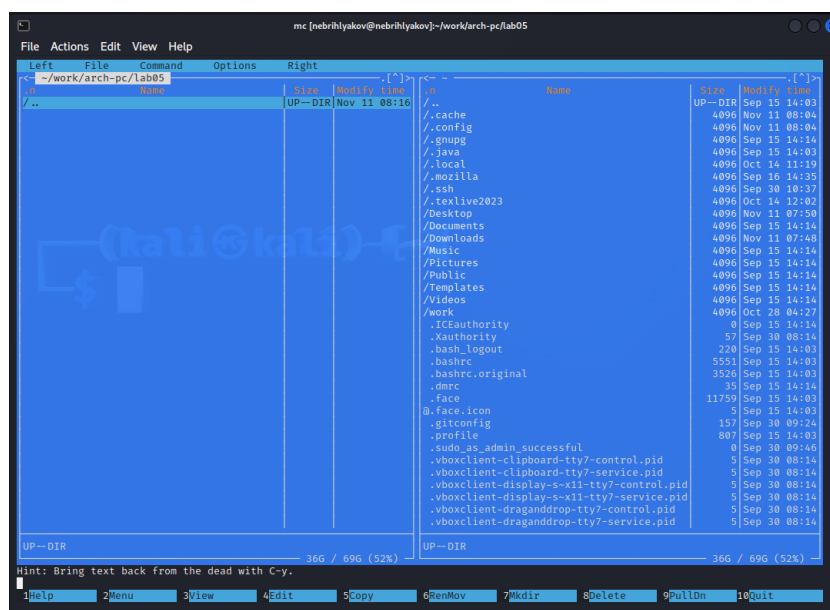 mc [nebrihlyakov@nebrihlyakov]:~/work/arch-pc/lab05
File Actions Edit View Help
Left File Command Options Right
<— ~/work/arch-pc/lab05 .[^]>
.n Name Size Modify time
/.. UP--DIR Nov 11 08:16
UP--DIR
36G / 69G (52%)
<— ~ .[^]>
.n Name Size Modify time
/.. UP--DIR Sep 15 14:03
/.cache 4096 Nov 11 08:04
/.config 4096 Nov 11 08:04
/.gnupg 4096 Sep 15 14:14
/.java 4096 Sep 15 14:03
/.local 4096 Oct 14 11:19
/.mozilla 4096 Sep 16 14:35
/.ssh 4096 Sep 30 10:37
/.texlive2023 4096 Oct 14 12:02
/Desktop 4096 Nov 11 07:50
/Documents 4096 Sep 15 14:14
/Downloads 4096 Nov 11 07:48
/Music 4096 Sep 15 14:14
/Pictures 4096 Sep 15 14:14
/Public 4096 Sep 15 14:14
/Templates 4096 Sep 15 14:14
/Videos 4096 Sep 15 14:14
/work 4096 Oct 28 04:27
.ICEauthority 0 Sep 15 14:14
.Xauthority 57 Sep 30 08:14
.bash_logout 220 Sep 15 14:03
.bashrc 5551 Sep 15 14:03
.bashrc.original 3526 Sep 15 14:03
.dmrc 35 Sep 15 14:14
.face 11759 Sep 15 14:03
@.face.icon 5 Sep 15 14:03
.gitconfig 157 Sep 30 09:24
.profile 807 Sep 15 14:03
.sudo_as_admin_successful 0 Sep 30 09:46
.vboxclient-clipboard-tty7-control.pid 5 Sep 30 08:14
.vboxclient-clipboard-tty7-service.pid 5 Sep 30 08:14
.vboxclient-display-s~x11-tty7-control.pid 5 Sep 30 08:14
.vboxclient-display-s~x11-tty7-service.pid 5 Sep 30 08:14
.vboxclient-draganddrop-tty7-control.pid 5 Sep 30 08:14
.vboxclient-draganddrop-tty7-service.pid 5 Sep 30 08:14
UP--DIR
36G / 69G (52%)
(kali㉿kali)-[
$
Hint: Bring text back from the dead with C-y.
1Help 2Menu 3View 4Edit 5Copy 6RenMov 7Mkdir 8Delete 9PullDn 10Quit